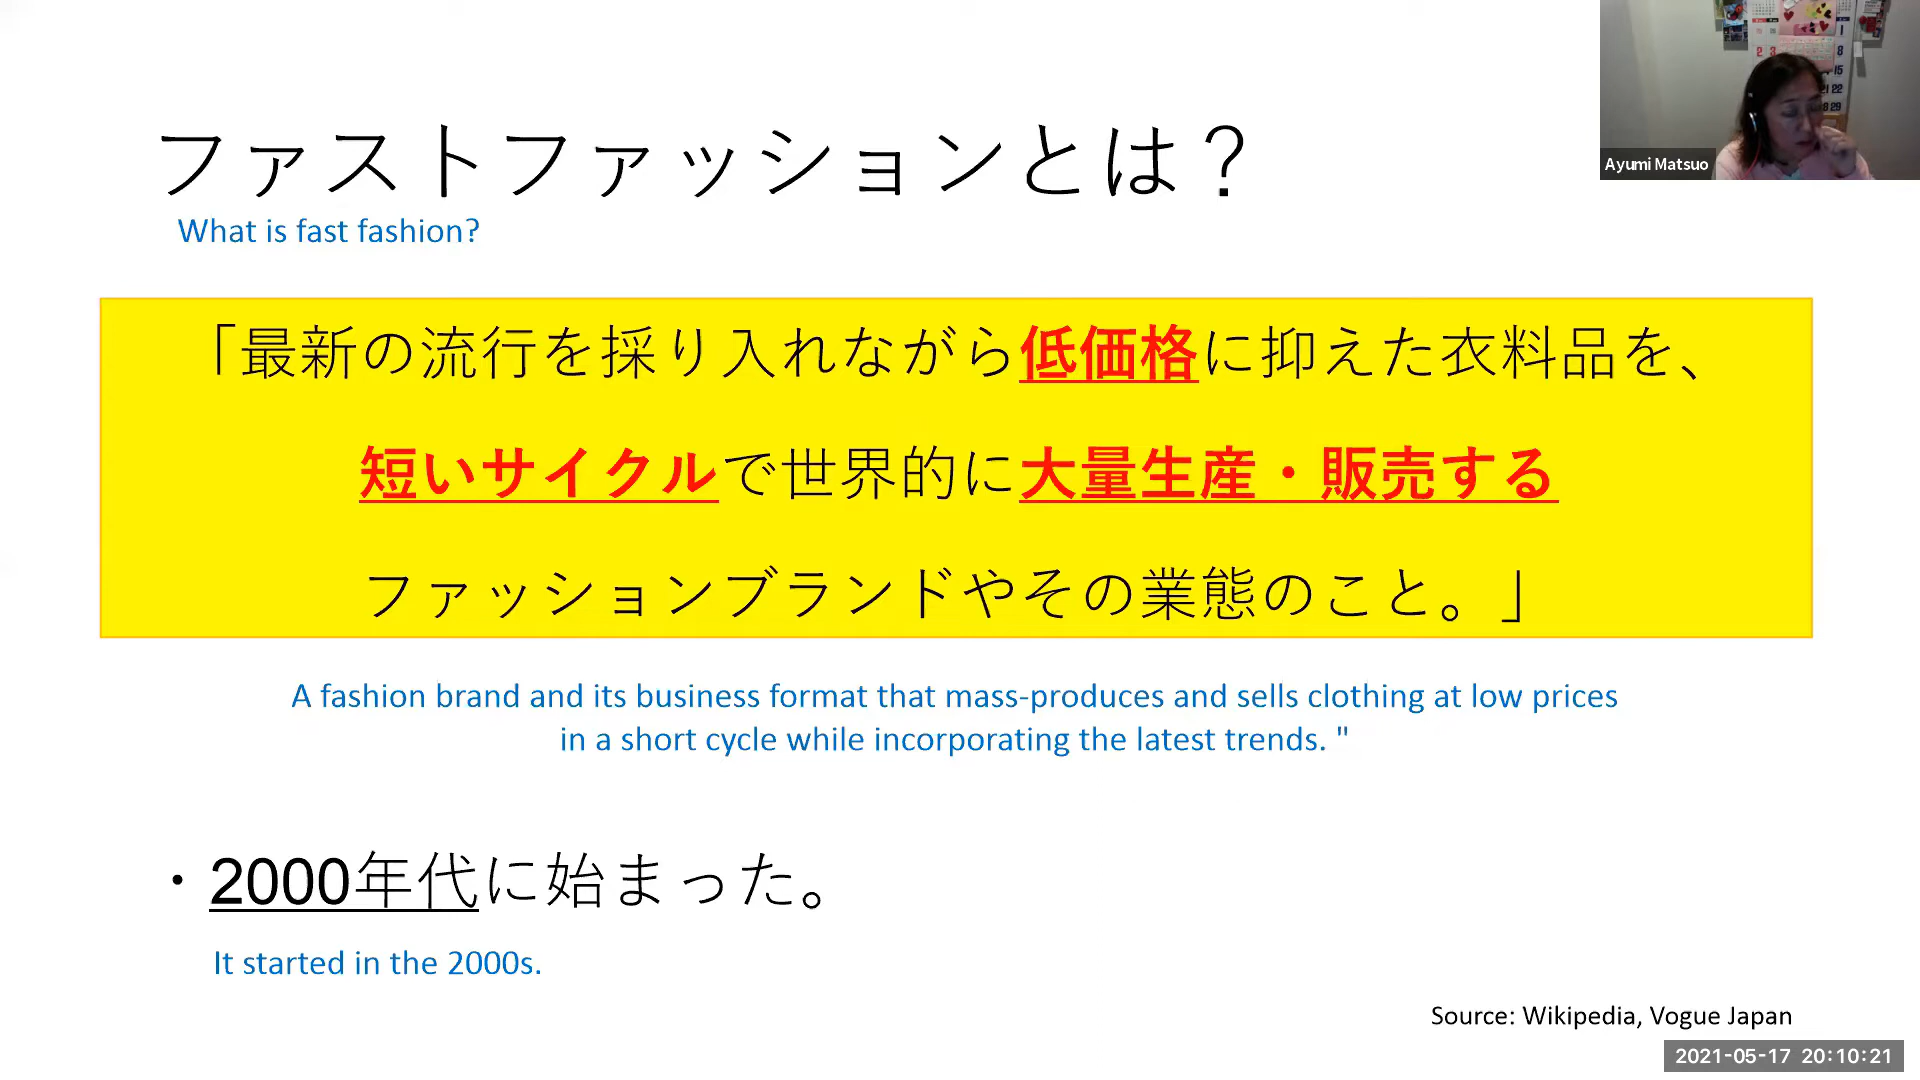 ファストファッションとは？
What is fast fashion?
「最新の流行を採り入れながら低価格に抑えた衣料品を、
短いサイクルで世界的に大量生産・販売する
ファッションブランドやその業態のこと。」
A fashion brand and its business format that mass-produces and sells clothing at low prices
in a short cycle while incorporating the latest trends. "
・2000年代に始まった。
It started in the 2000s.
Source: Wikipedia, Vogue Japan
Ayumi Matsuo
2021-05-17 20:10:21